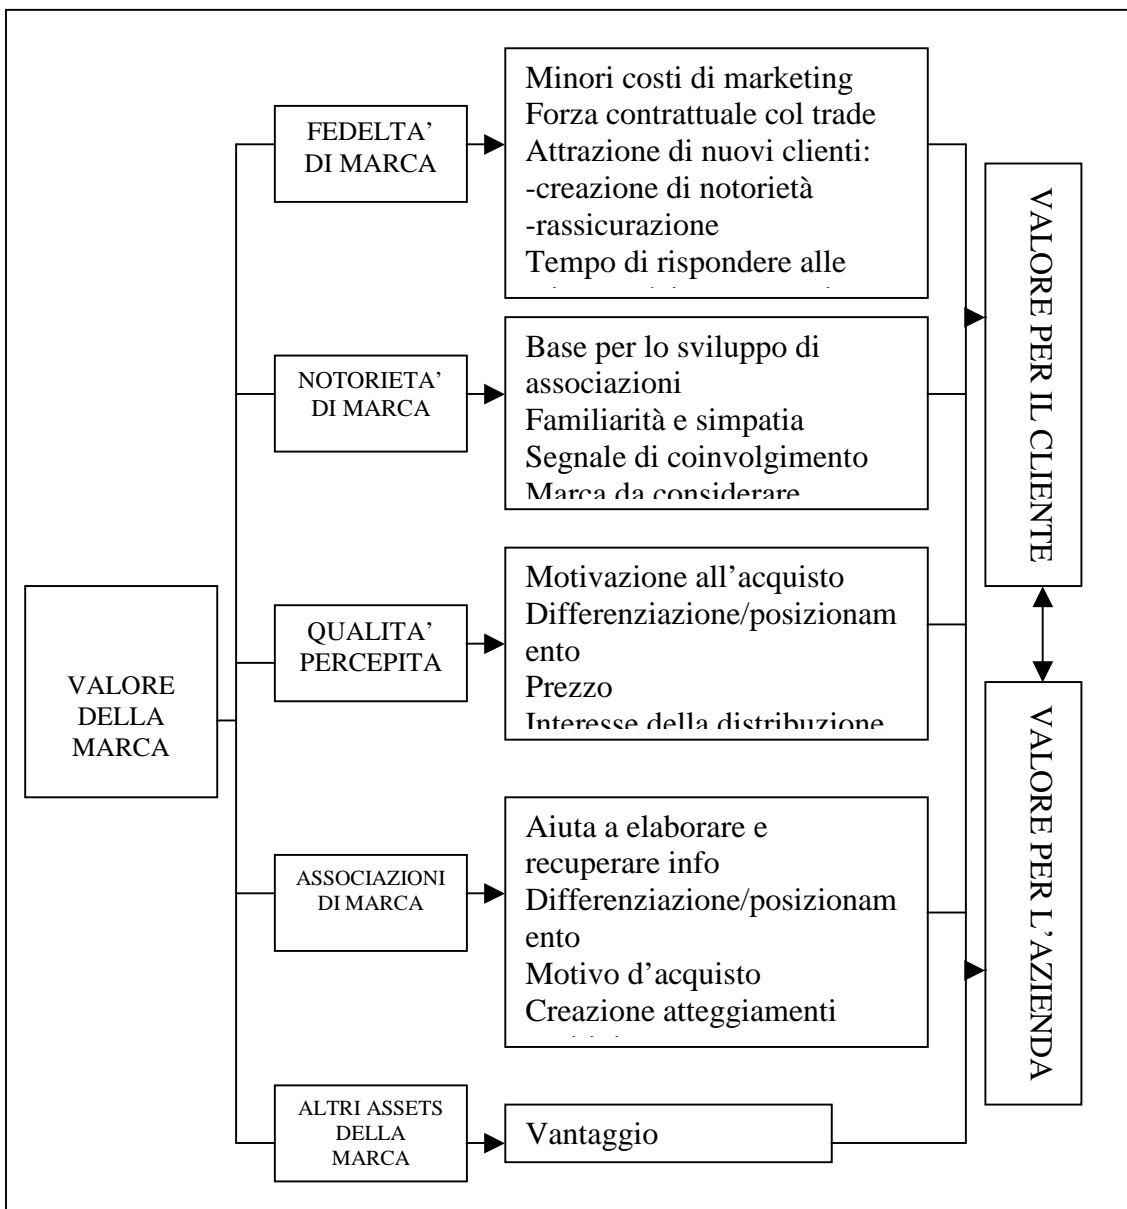 FEDELTA’
DI MARCA
Minori costi di marketing
Forza contrattuale col trade
Attrazione di nuovi clienti:
-creazione di notorietà
-rassicurazione
Tempo di rispondere alle
NOTORIETA’
DI MARCA
Base per lo sviluppo di
associazioni
Familiarità e simpatia
Segnale di coinvolgimento
Marca da considerare
VALORE
DELLA
MARCA
QUALITA’
PERCEPITA
Motivazione all’acquisto
Differenziazione/posizionam
ento
Prezzo
Interesse della distribuzione
ASSOCIAZIONI
DI MARCA
Aiuta a elaborare e
recuperare info
Differenziazione/posizionam
ento
Motivo d’acquisto
Creazione atteggiamenti
ALTRI ASSETS
DELLA
MARCA
Vantaggio
VALORE PER IL CLIENTE
VALORE PER L’AZIENDA